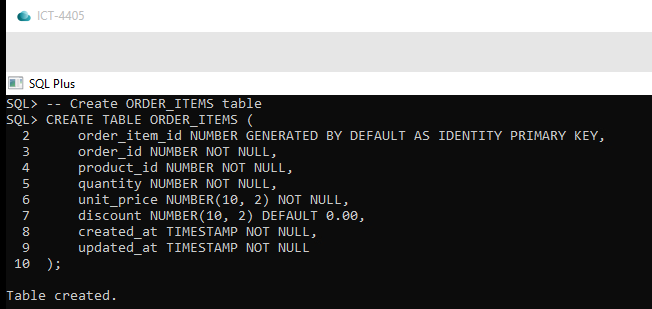 ICT-4405
SQL Plus
SQL> -- Create ORDER_ITEMS table
SQL> CREATE TABLE ORDER_ITEMS (
  2      order_item_id NUMBER GENERATED BY DEFAULT AS IDENTITY PRIMARY KEY,
  3      order_id NUMBER NOT NULL,
  4      product_id NUMBER NOT NULL,
  5      quantity NUMBER NOT NULL,
  6      unit_price NUMBER(10, 2) NOT NULL,
  7      discount NUMBER(10, 2) DEFAULT 0.00,
  8      created_at TIMESTAMP NOT NULL,
  9      updated_at TIMESTAMP NOT NULL
 10  );
Table created.